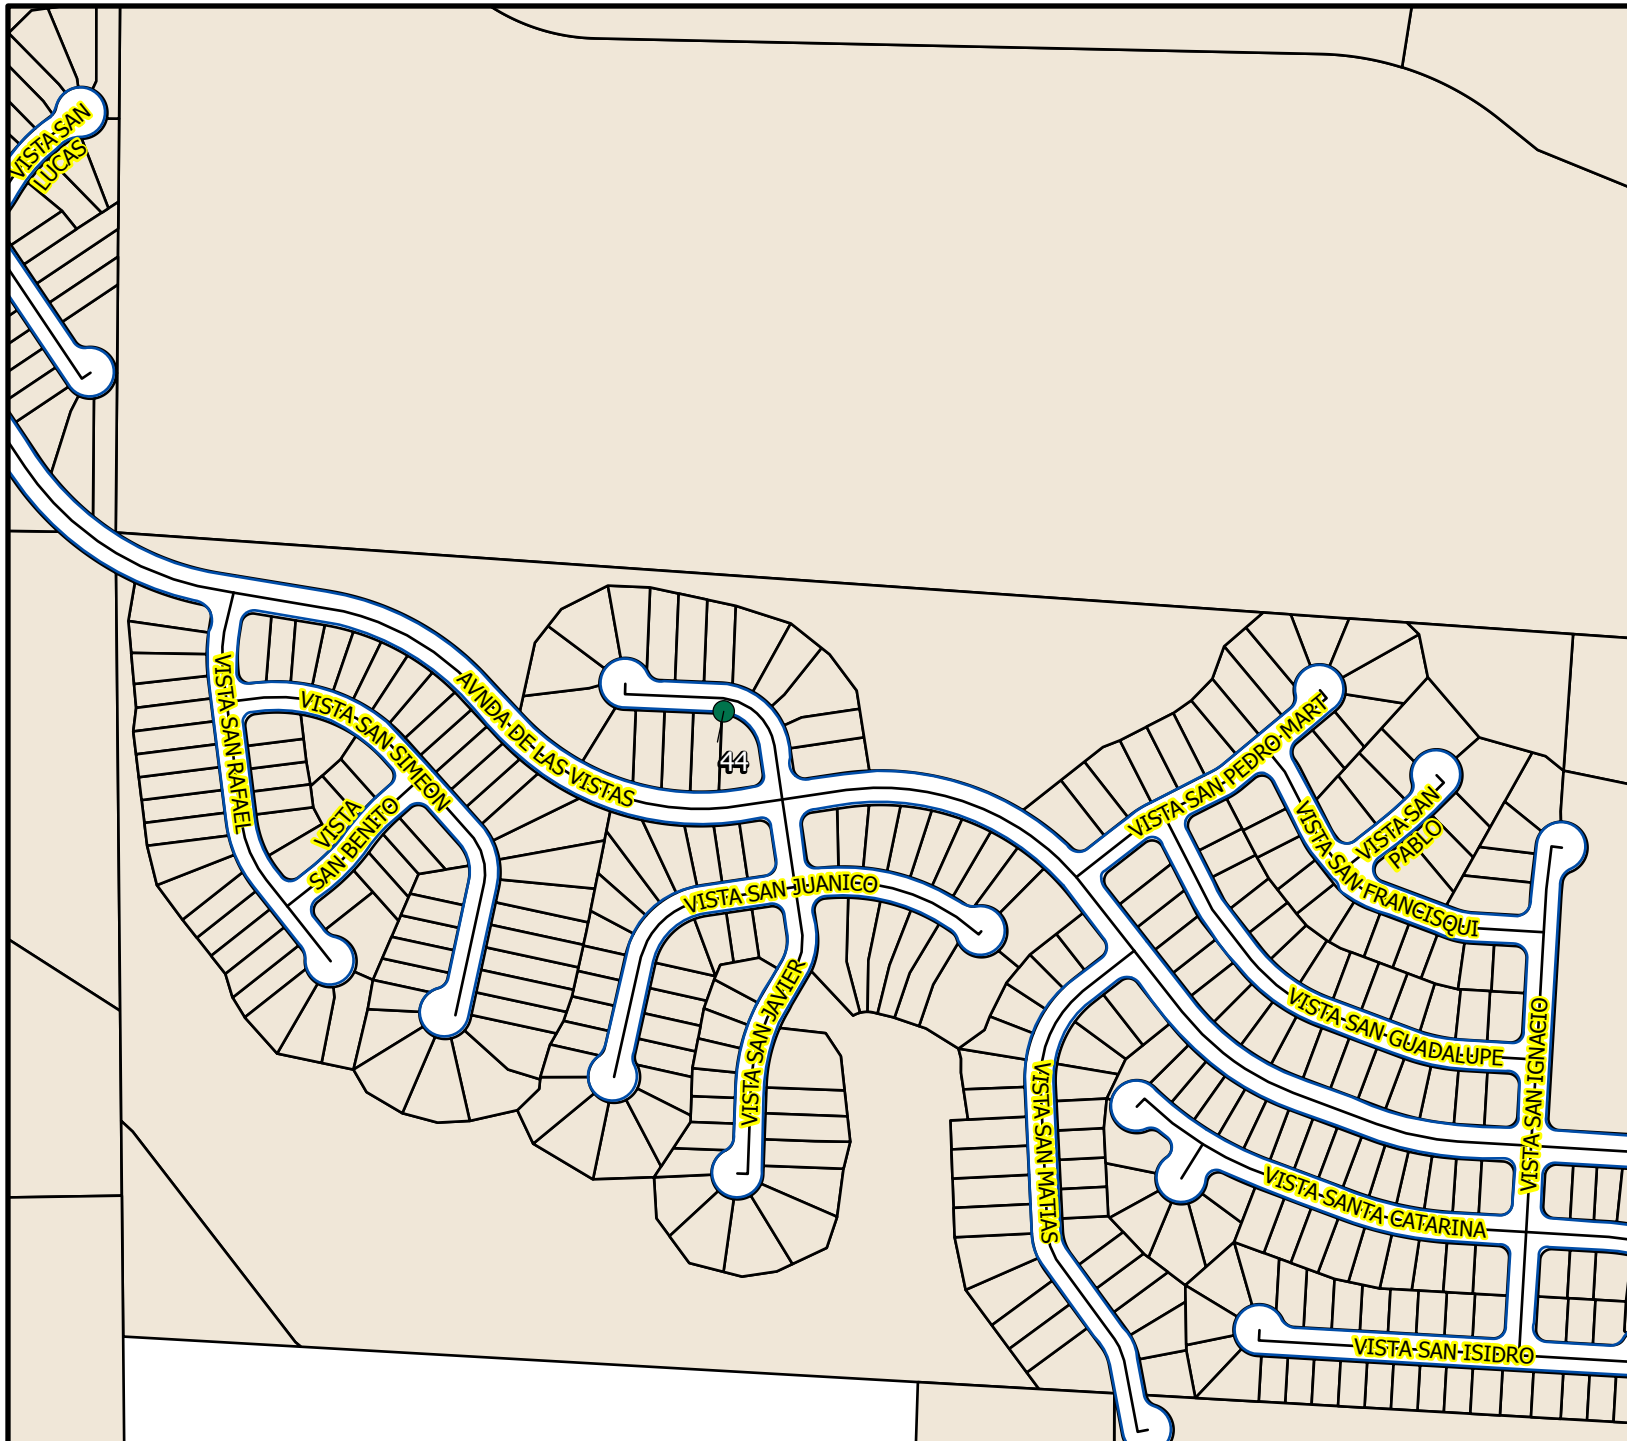 VISTA SAN
LUCAS
VISTA SAN RAFAEL
VISTA SAN SIMEON
VISTA
SAN BENITO
AVNDA DE LAS VISTAS
44
VISTA SAN JUANICO
VISTA SAN JAVIER
VISTA SAN PEDRO MART
VISTA SAN FRANCISQUI
VISTA SAN
PABLO
VISTA SAN GUADALUPE
VISTA SAN IGNACIO
VISTA SAN MATIAS
VISTA SANTA CATARINA
VISTA SAN ISIDRO